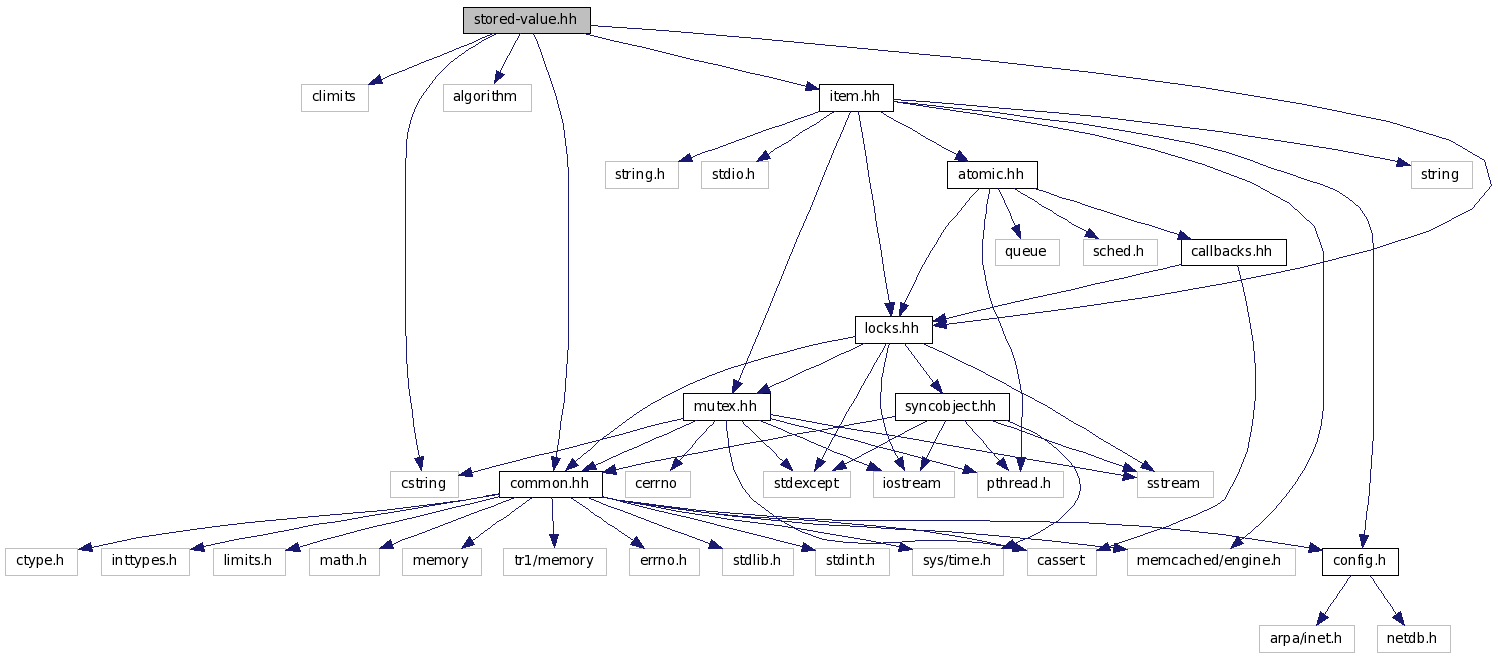 stored-value.hh
climits
algorithm
item.hh
string.h
stdio.h
atomic.hh
string
queue
sched.h
callbacks.hh
locks.hh
mutex.hh
syncobject.hh
cstring
common.hh
cerrno
stdexcept
iostream
pthread.h
sstream
ctype.h
inttypes.h
limits.h
math.h
memory
tr1/memory
errno.h
stdlib.h
stdint.h
sys/time.h
cassert
memcached/engine.h
config.h
arpa/inet.h
netdb.h